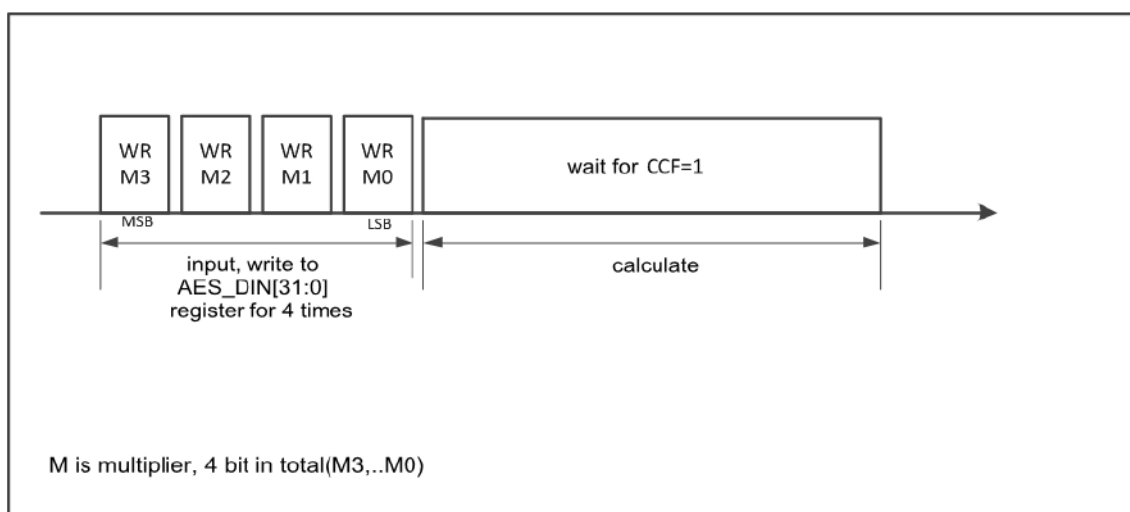 WR
M3
WR
M2
WR
M1
WR
M0
wait for CCF=1
MSB
LSB
input, write to
AES_DIN[31:0]
register for 4 times
calculate
M is multiplier, 4 bit in total(M3,..M0)